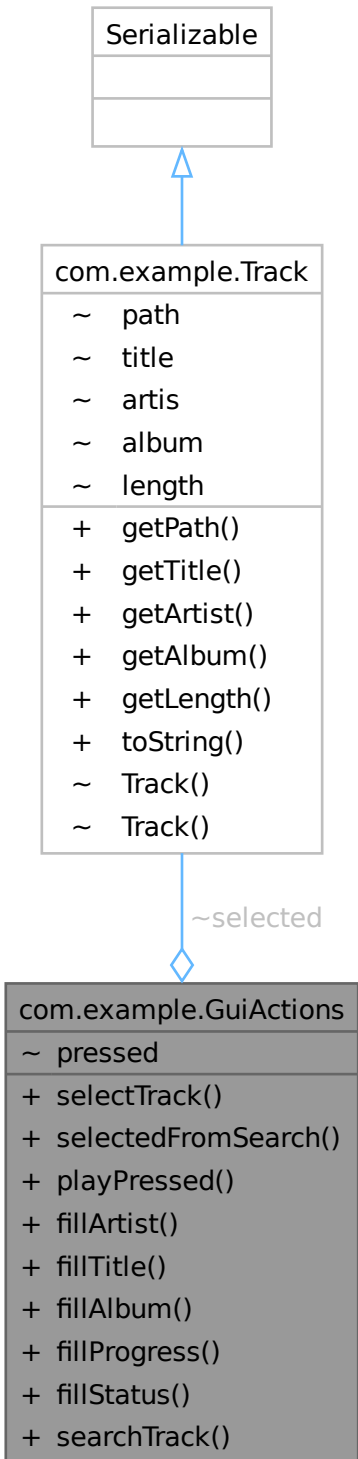 Serializable
com.example.Track
~ path
~ title
~ artis
~ album
~ length
+ getPath()
+ getTitle()
+ getArtist()
+ getAlbum()
+ getLength()
+ toString()
~ Track()
~ Track()
~selected
com.example.GuiActions
~ pressed
+ selectTrack()
+ selectedFromSearch()
+ playPressed()
+ fillArtist()
+ fillTitle()
+ fillAlbum()
+ fillProgress()
+ fillStatus()
+ searchTrack()